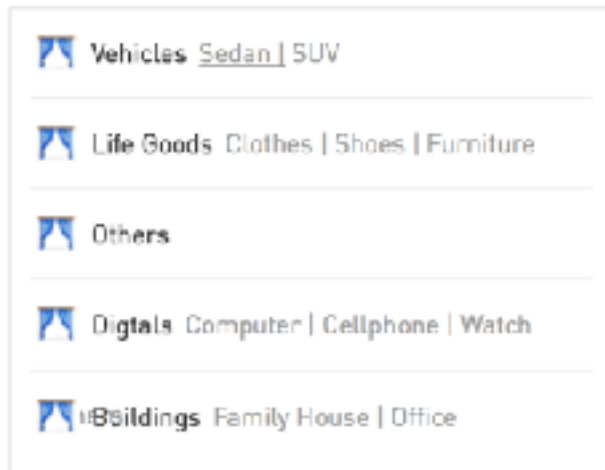 Vehicles Sedan | SUV
Life Goods Clothes | Shoes | Furniture
Others
Digtals Computer | Cellphone | Watch
Buildings Family House | Office